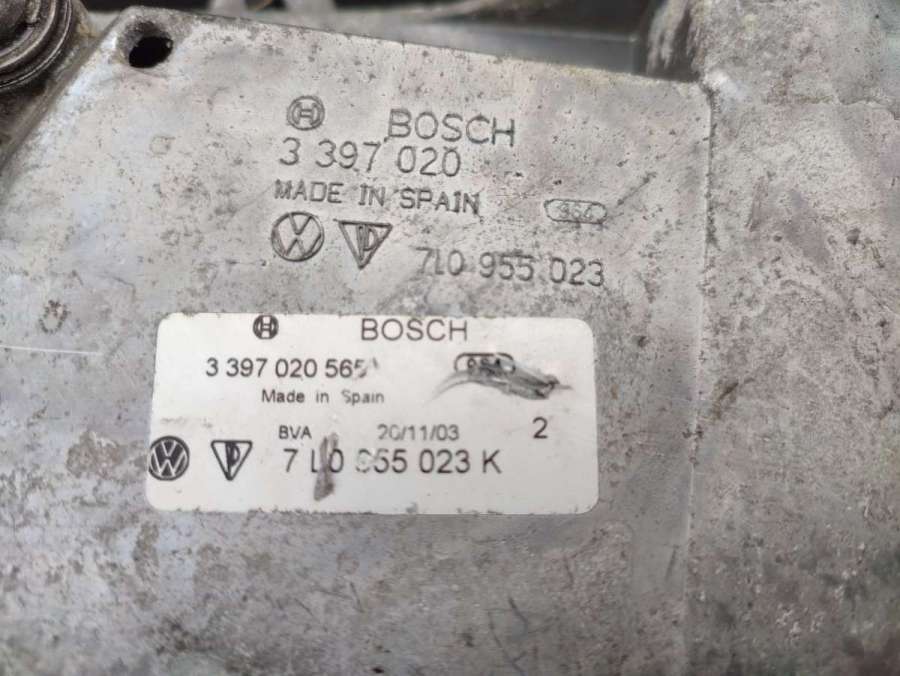 BOSCH
3 397 020
MADE IN SPAIN
7L0 955 023
BOSCH
3 397 020 565
Made in Spain
BVA 20/11/03 2
7 L0 955 023 K